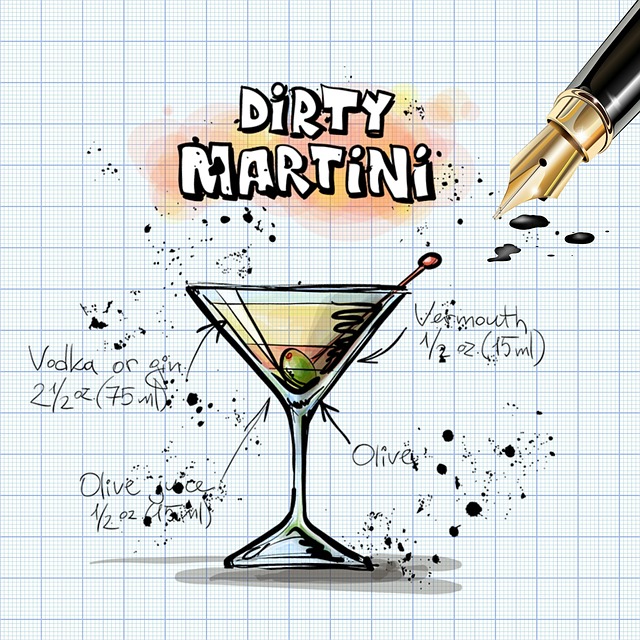 DiRTY
MARTiNi
Vermouth
1/2 oz.(15ml)
Vodka or gin
2 1/2 oz.(75 ml)
Olive
Olive juice
1/2 oz.(15ml)